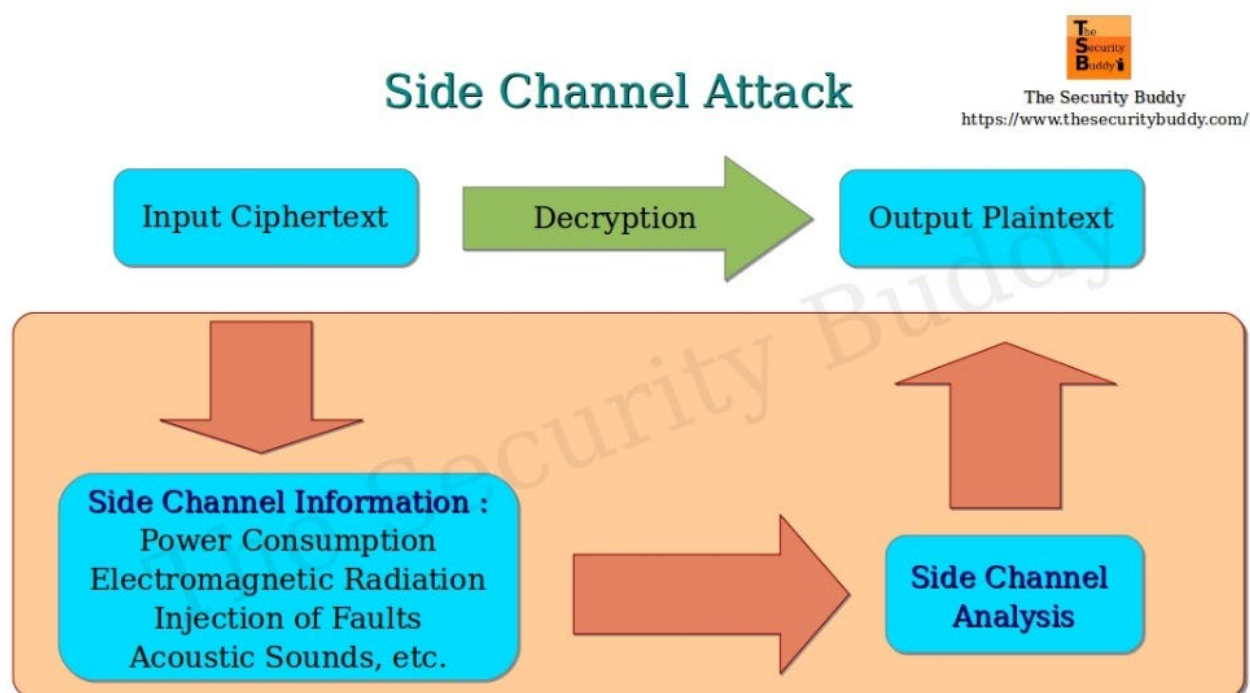 The
Security
Buddy
The Security Buddy
https://www.thesecuritybuddy.com/
Side Channel Attack
Input Ciphertext
Decryption
Output Plaintext
Side Channel Information :
Power Consumption
Electromagnetic Radiation
Injection of Faults
Acoustic Sounds, etc.
Side Channel
Analysis
The Security Buddy